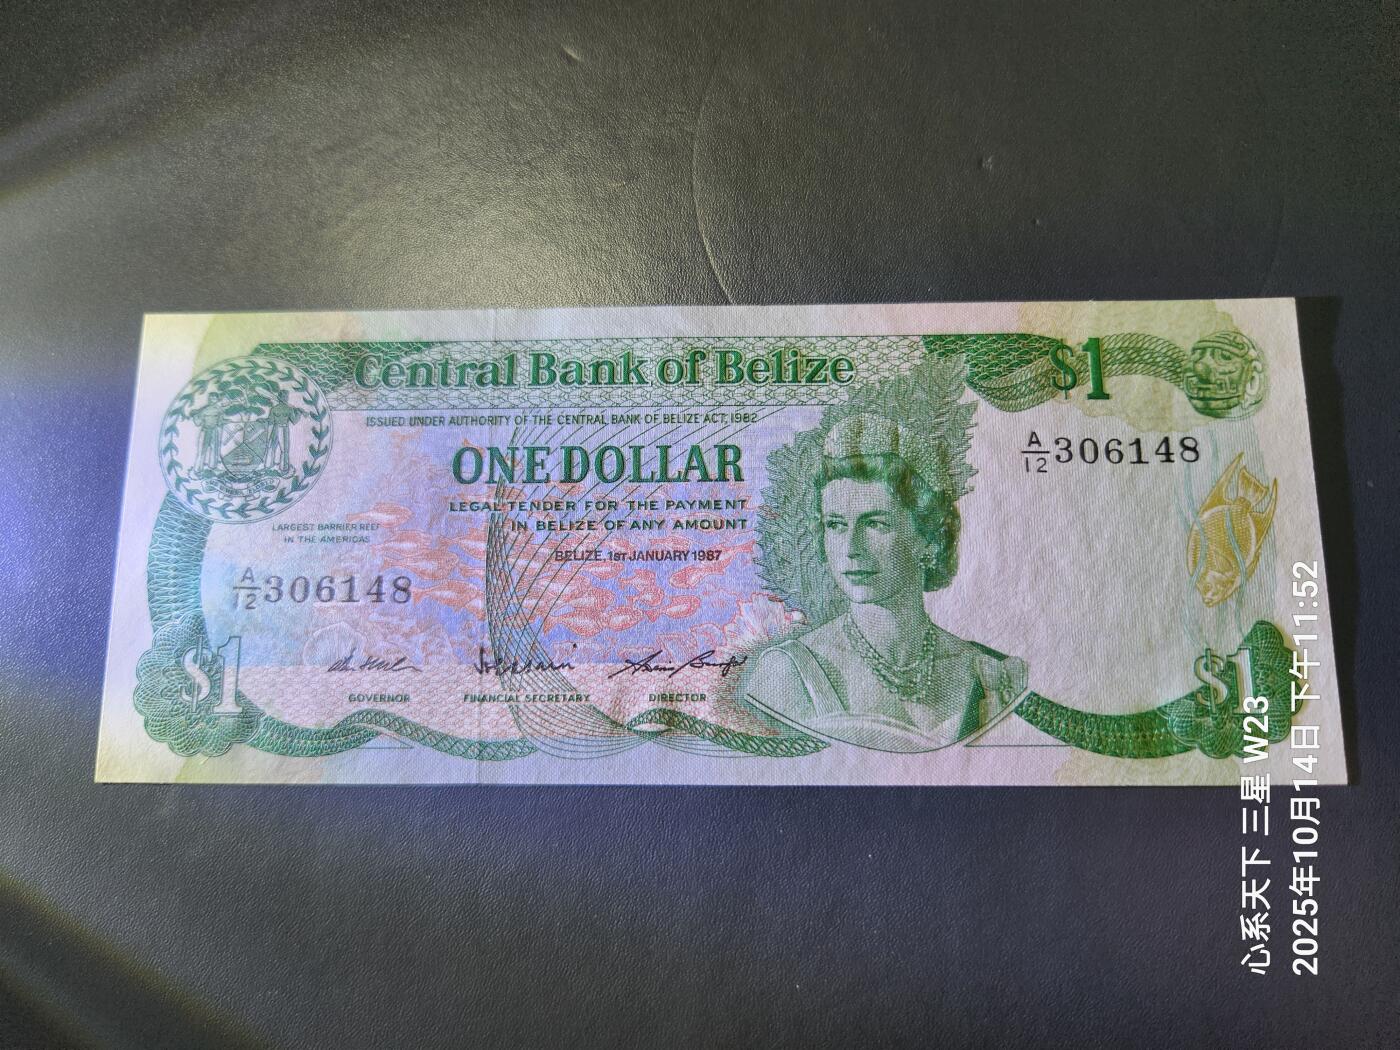 Central Bank of Belize
$1
ISSUED UNDER AUTHORITY OF THE CENTRAL BANK OF BELIZE ACT, 1982
A/12 306148
ONE DOLLAR
LEGAL TENDER FOR THE PAYMENT
IN BELIZE OF ANY AMOUNT
LARGEST BARRIER REEF
IN THE AMERICAS
BELIZE, 1ST JANUARY 1987
A/12 306148
$1
GOVERNOR
FINANCIAL SECRETARY
DIRECTOR
$1
心系天下 三星 W23
2025年10月14日 下午11:52